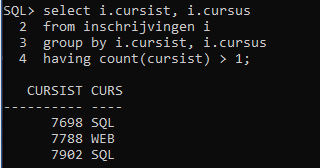 SQL> select i.cursist, i.cursus
  2  from inschrijvingen i
  3  group by i.cursist, i.cursus
  4  having count(cursist) > 1;

   CURSIST CURS
---------- ----
      7698 SQL
      7788 WEB
      7902 SQL